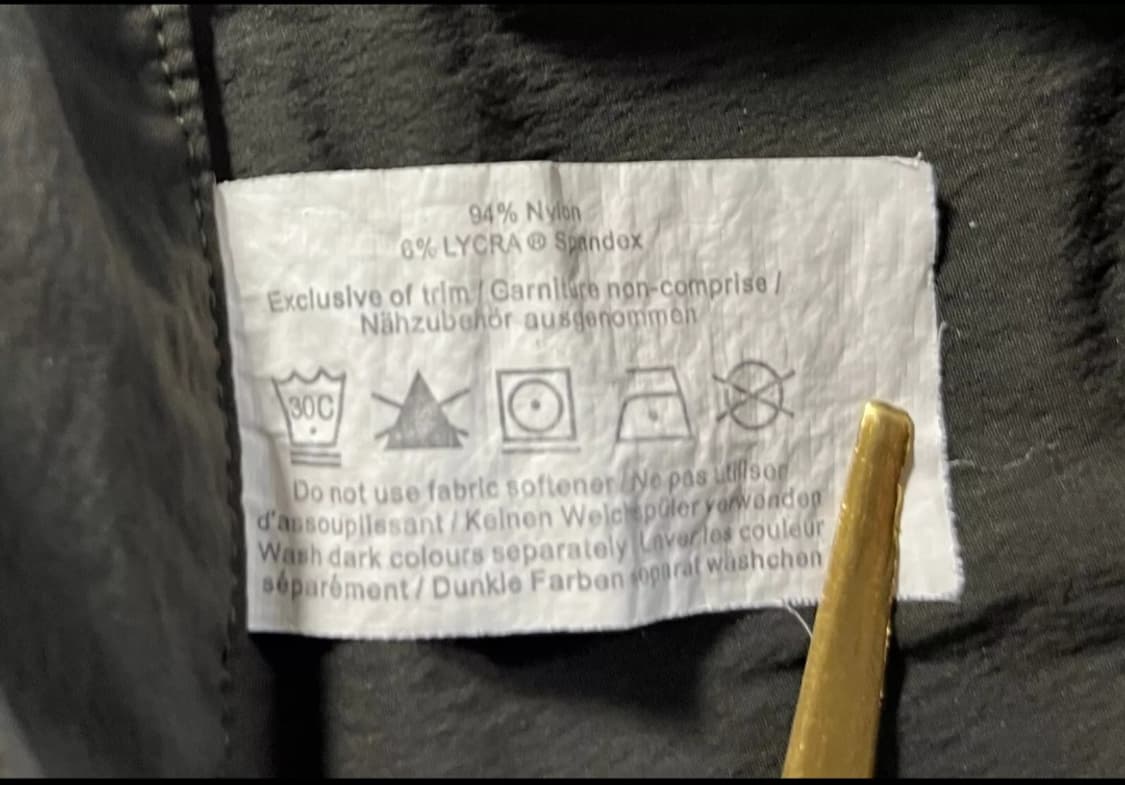 94% Nylon
6% LYCRA® Spandex
Exclusive of trim / Garniture non-comprise /
Nähzubehör ausgenommen
30C
Do not use fabric softener / Ne pas utiliser
d'assouplissant / Keinen Weichspüler verwenden
Wash dark colours separately / Laver les couleur
séparément / Dunkle Farben separat washchen